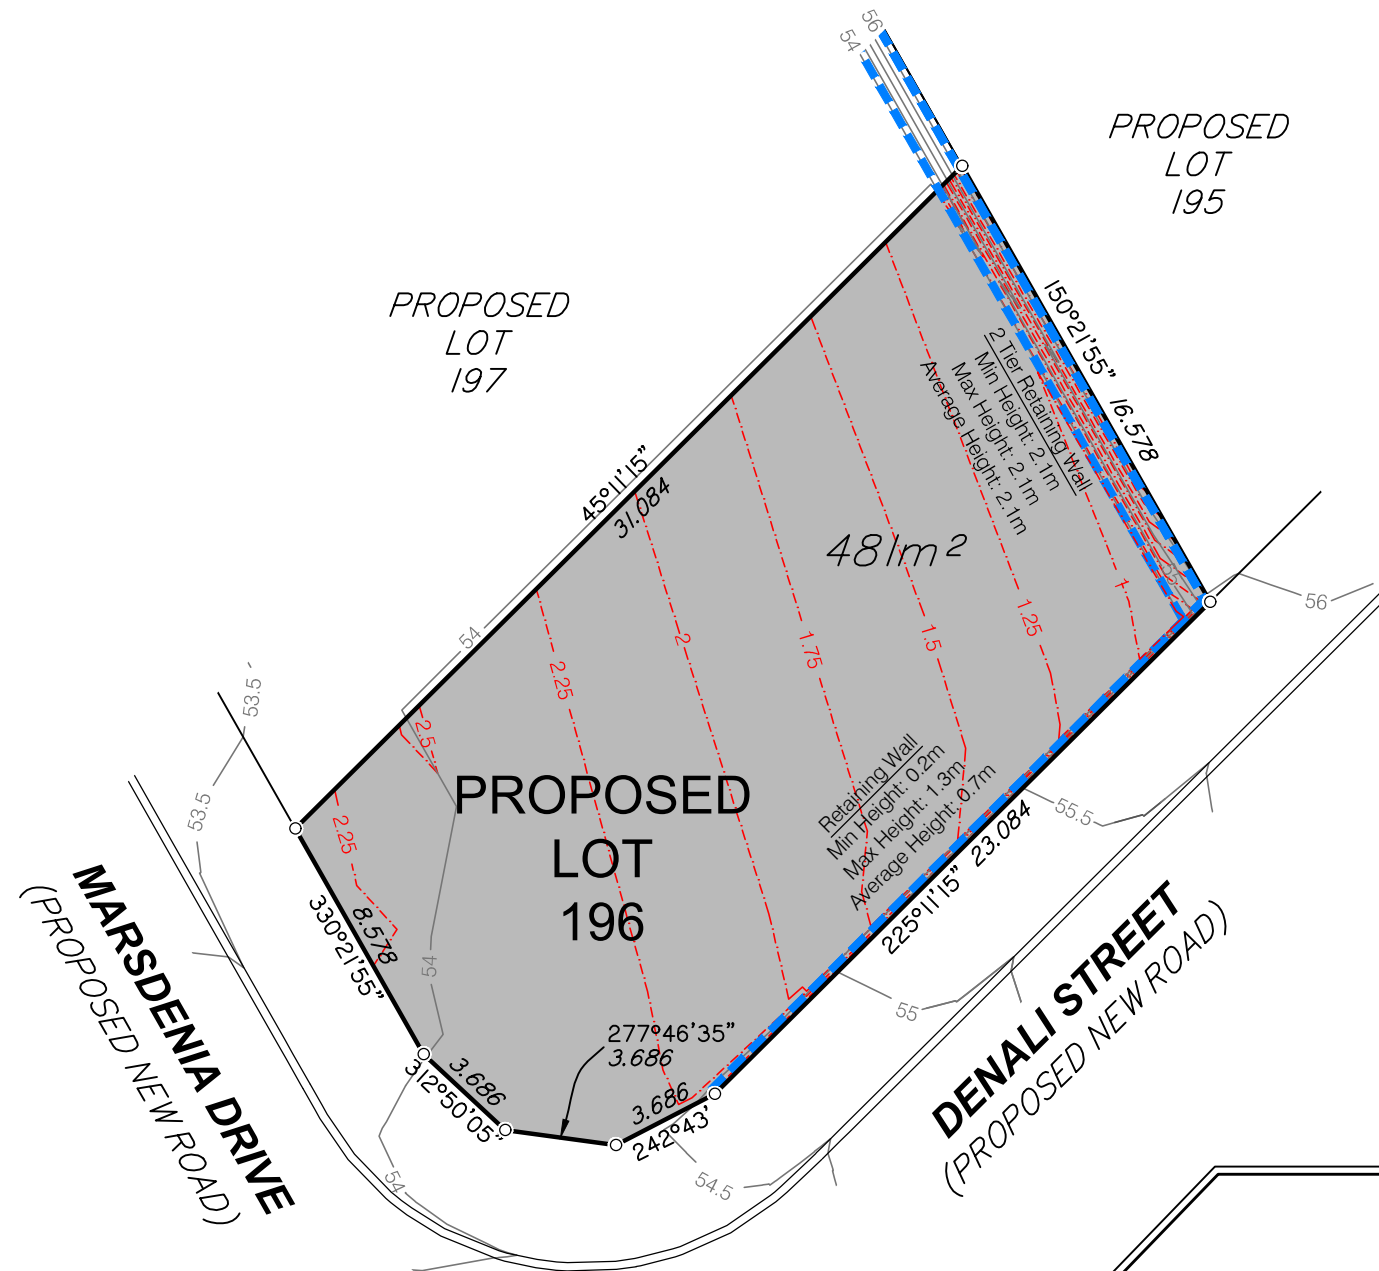 56
54
PROPOSED
LOT
195
PROPOSED
LOT
197
150°21'55" 16.578
2 Tier Retaining Wall
Min Height: 2.1m
Max Height: 2.1m
Average Height: 2.1m
45°11'15"
31.084
481m²
55
1
56
54
2.25
2
1.75
1.5
1.25
53.5
2.5
PROPOSED
LOT
196
Retaining Wall
Min Height: 0.2m
Max Height: 1.3m
Average Height: 0.7m
53.5
2.25
55.5
225°11'15" 23.084
330°21'55"
8.578
54
55
MARSDENIA DRIVE
(PROPOSED NEW ROAD)
DENALI STREET
(PROPOSED NEW ROAD)
277°46'35"
3.686
3.686
312°50'05"
3.686
242°43'
54
54.5